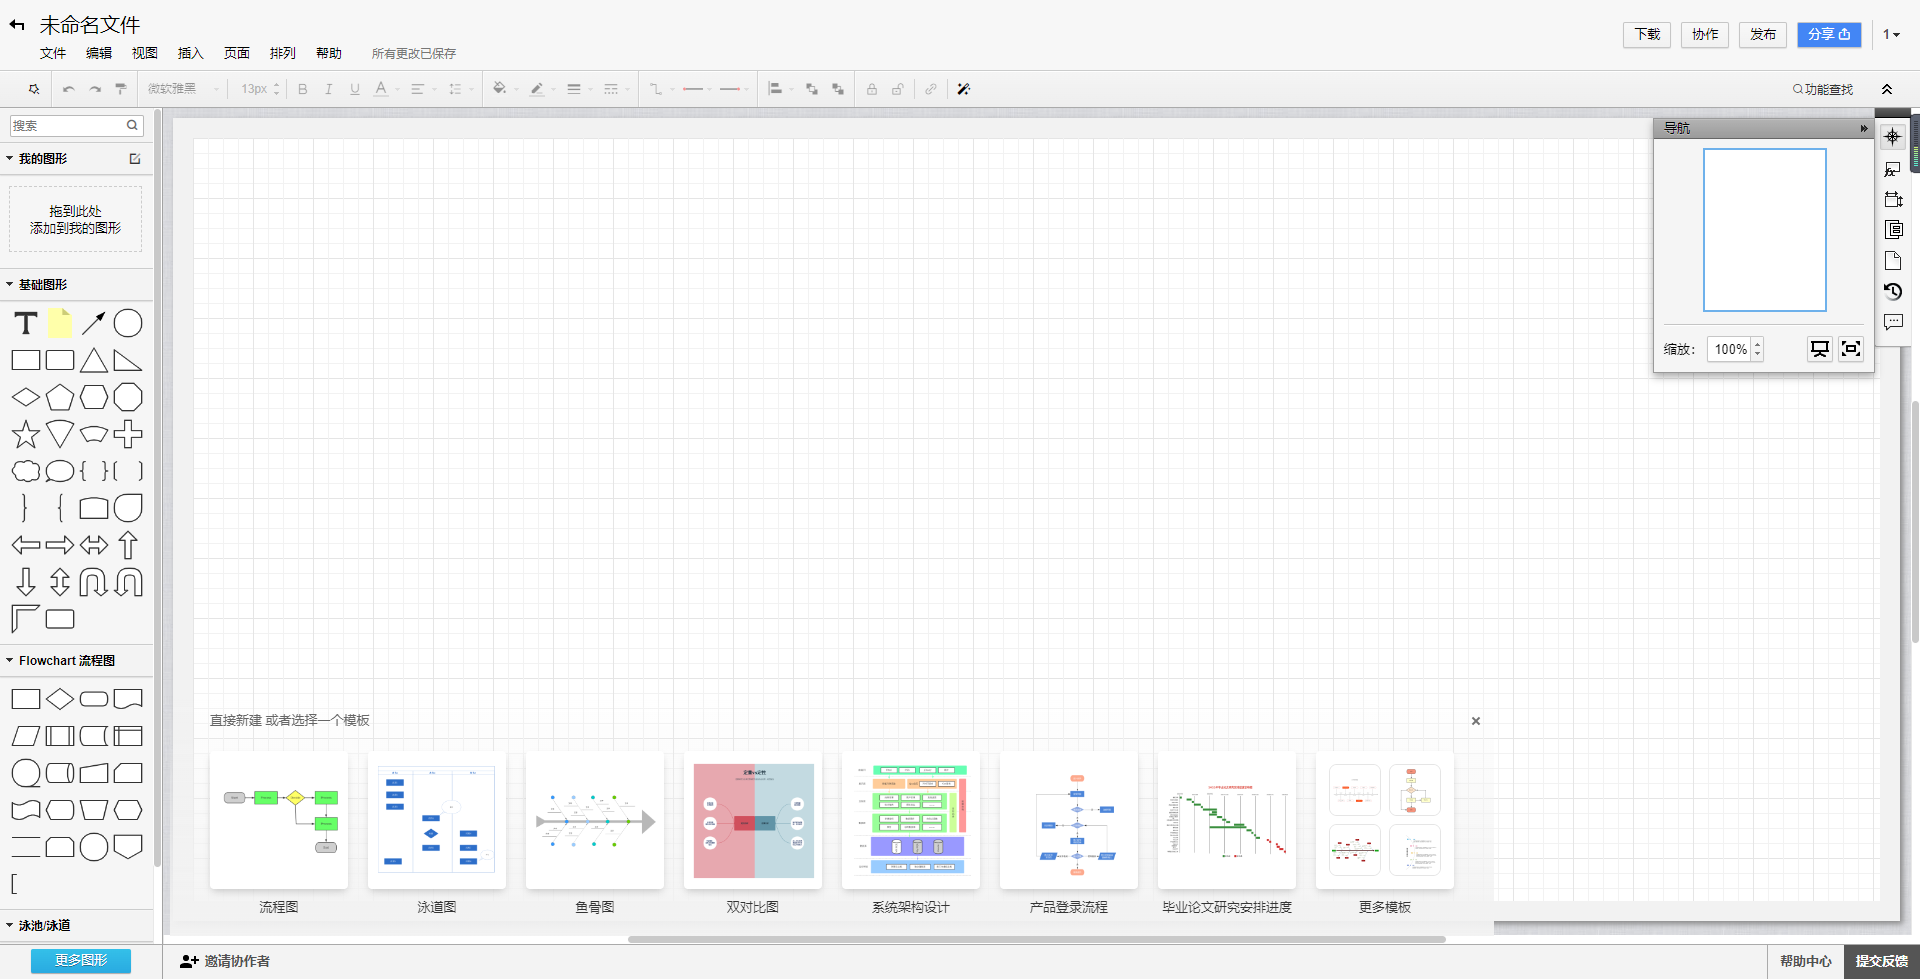 未命名文件
文件 编辑 视图 插入 页面 排列 帮助 所有更改已保存
下载 协作 发布 分享 1
微软雅黑 13px B I U A
功能查找
搜索
我的图形
拖到此处
添加到我的图形
基础图形
T
Flowchart 流程图
泳池/泳道
更多图形
导航
缩放： 100%
直接新建 或者选择一个模板
流程图 泳道图 鱼骨图 双对比图 系统架构设计 产品登录流程 毕业论文研究安排进度 更多模板
邀请协作者
帮助中心 提交反馈